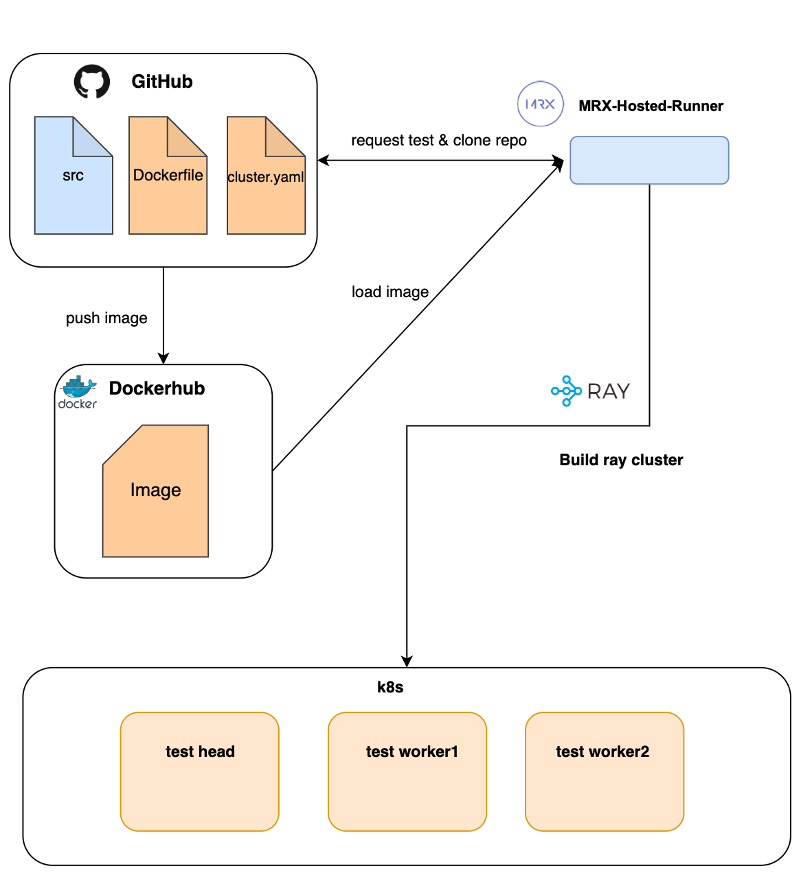 GitHub
MRX
MRX-Hosted-Runner
src
Dockerfile
cluster.yaml
request test & clone repo
load image
push image
docker
Dockerhub
Image
RAY
Build ray cluster
k8s
test head
test worker1
test worker2